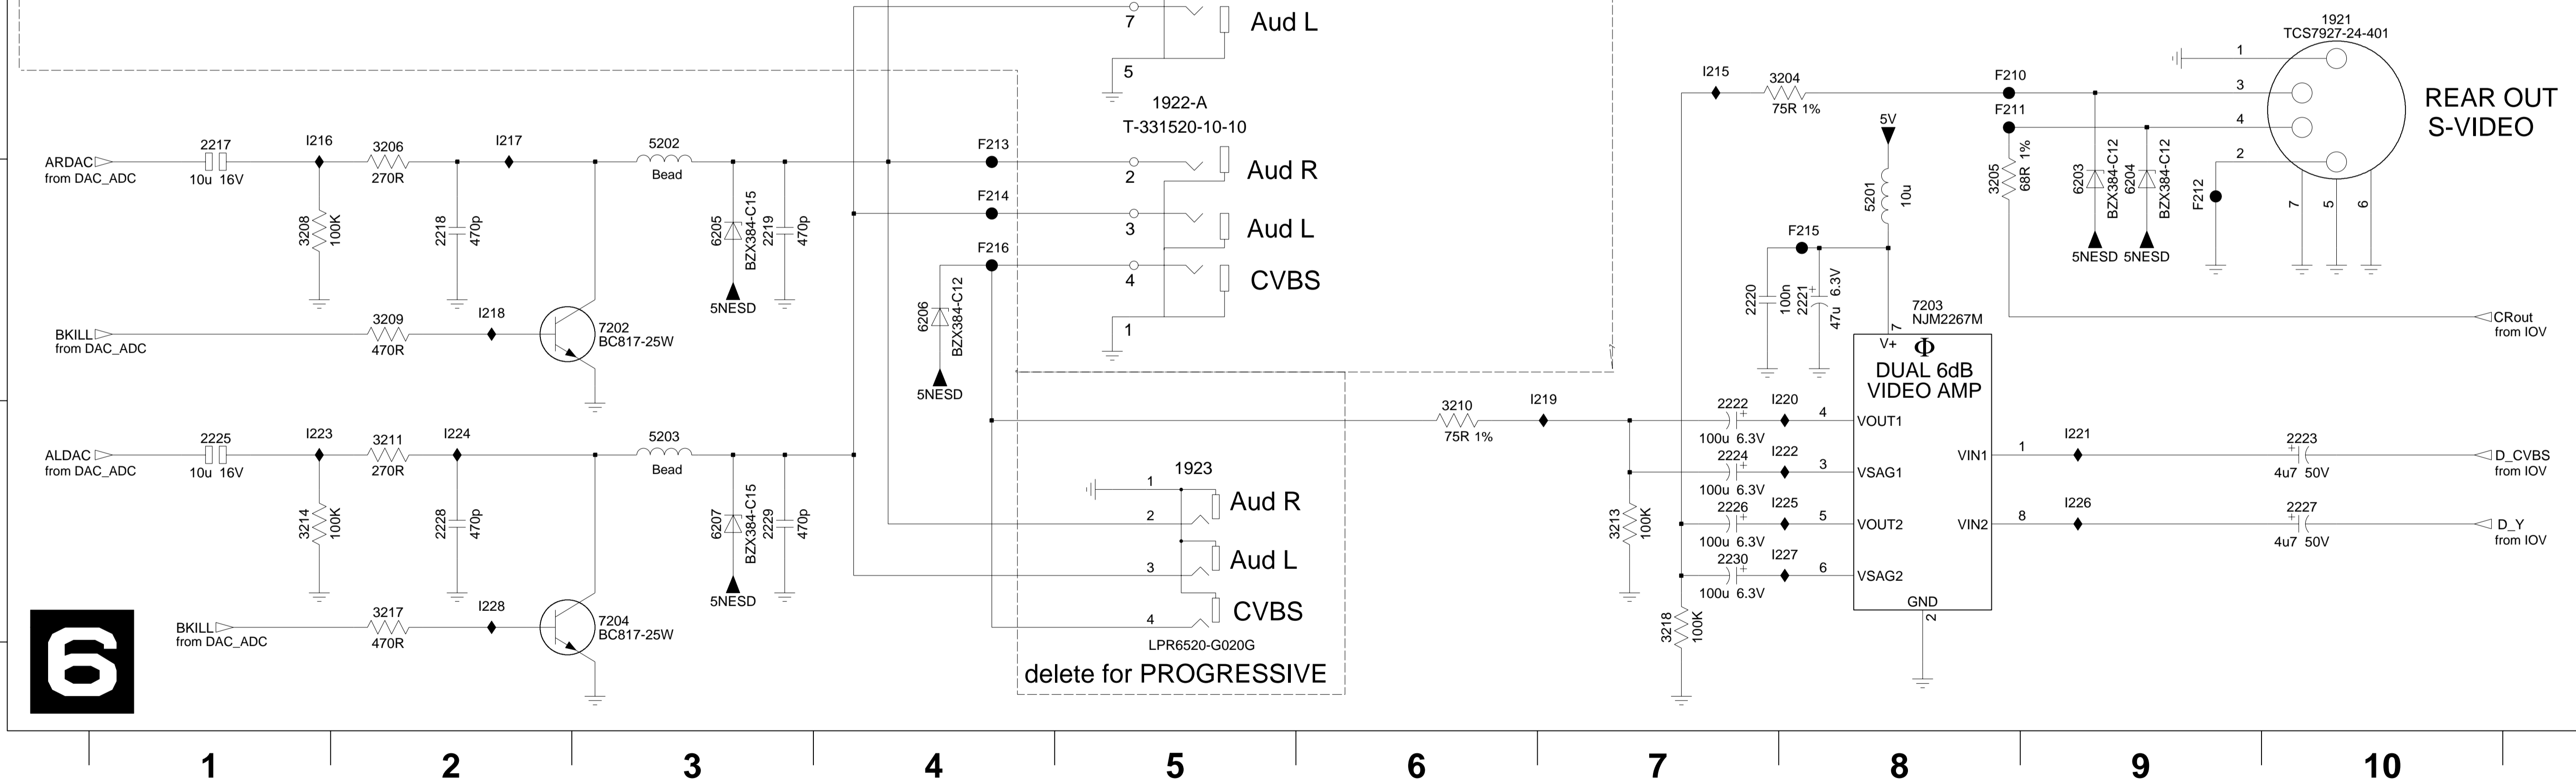 7
Aud L
5
1922-A
T-331520-10-10
F213
2
Aud R
F214
3
Aud L
F216
4
CVBS
1
6206
BZX384-C12
5NESD
ARDAC
from DAC_ADC
2217
10u 16V
I216
3208
100K
3206
270R
2218
470p
I217
5202
Bead
6205
BZX384-C15
5NESD
2219
470p
BKILL
from DAC_ADC
3209
470R
I218
7202
BC817-25W
ALDAC
from DAC_ADC
2225
10u 16V
I223
3214
100K
3211
270R
I224
2228
470p
5203
Bead
6207
BZX384-C15
5NESD
2229
470p
BKILL
from DAC_ADC
3217
470R
I228
7204
BC817-25W
1923
1
Aud R
2
Aud L
3
CVBS
4
LPR6520-G020G
delete for PROGRESSIVE
3210
75R 1%
I219
I215
3204
75R 1%
F210
F211
3205
68R 1%
6203
BZX384-C12
6204
BZX384-C12
5NESD
5NESD
F212
1921
TCS7927-24-401
1
3
4
2
7
5
6
REAR OUT
S-VIDEO
5V
5201
10u
F215
2220
100n
2221
+
47u 6.3V
7203
NJM2267M
7
V+
Φ
DUAL 6dB
VIDEO AMP
CRout
from IOV
2222
+
100u 6.3V
I220
4
VOUT1
2224
+
100u 6.3V
I222
3
VSAG1
2226
+
100u 6.3V
I225
5
VOUT2
2230
+
100u 6.3V
I227
6
VSAG2
3213
100K
3218
100K
GND
2
VIN1
1
I221
2223
+
4u7 50V
D_CVBS
from IOV
VIN2
8
I226
2227
+
4u7 50V
D_Y
from IOV
6
1 2 3 4 5 6 7 8 9 10